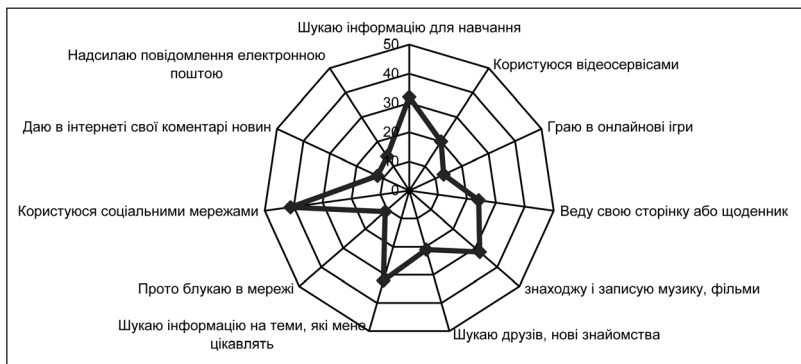 Шукаю інформацію для навчання
50
Надсилаю повідомлення електронною
поштою
Користуюся відеосервісами
40
30
Даю в інтернеті свої коментарі новин
Граю в онлайнові ігри
20
10
0
Користуюся соціальними мережами
Веду свою сторінку або щоденник
Прото блукаю в мережі
знаходжу і записую музику, фільми
Шукаю інформацію на теми, які мене
цікавлять
Шукаю друзів, нові знайомства